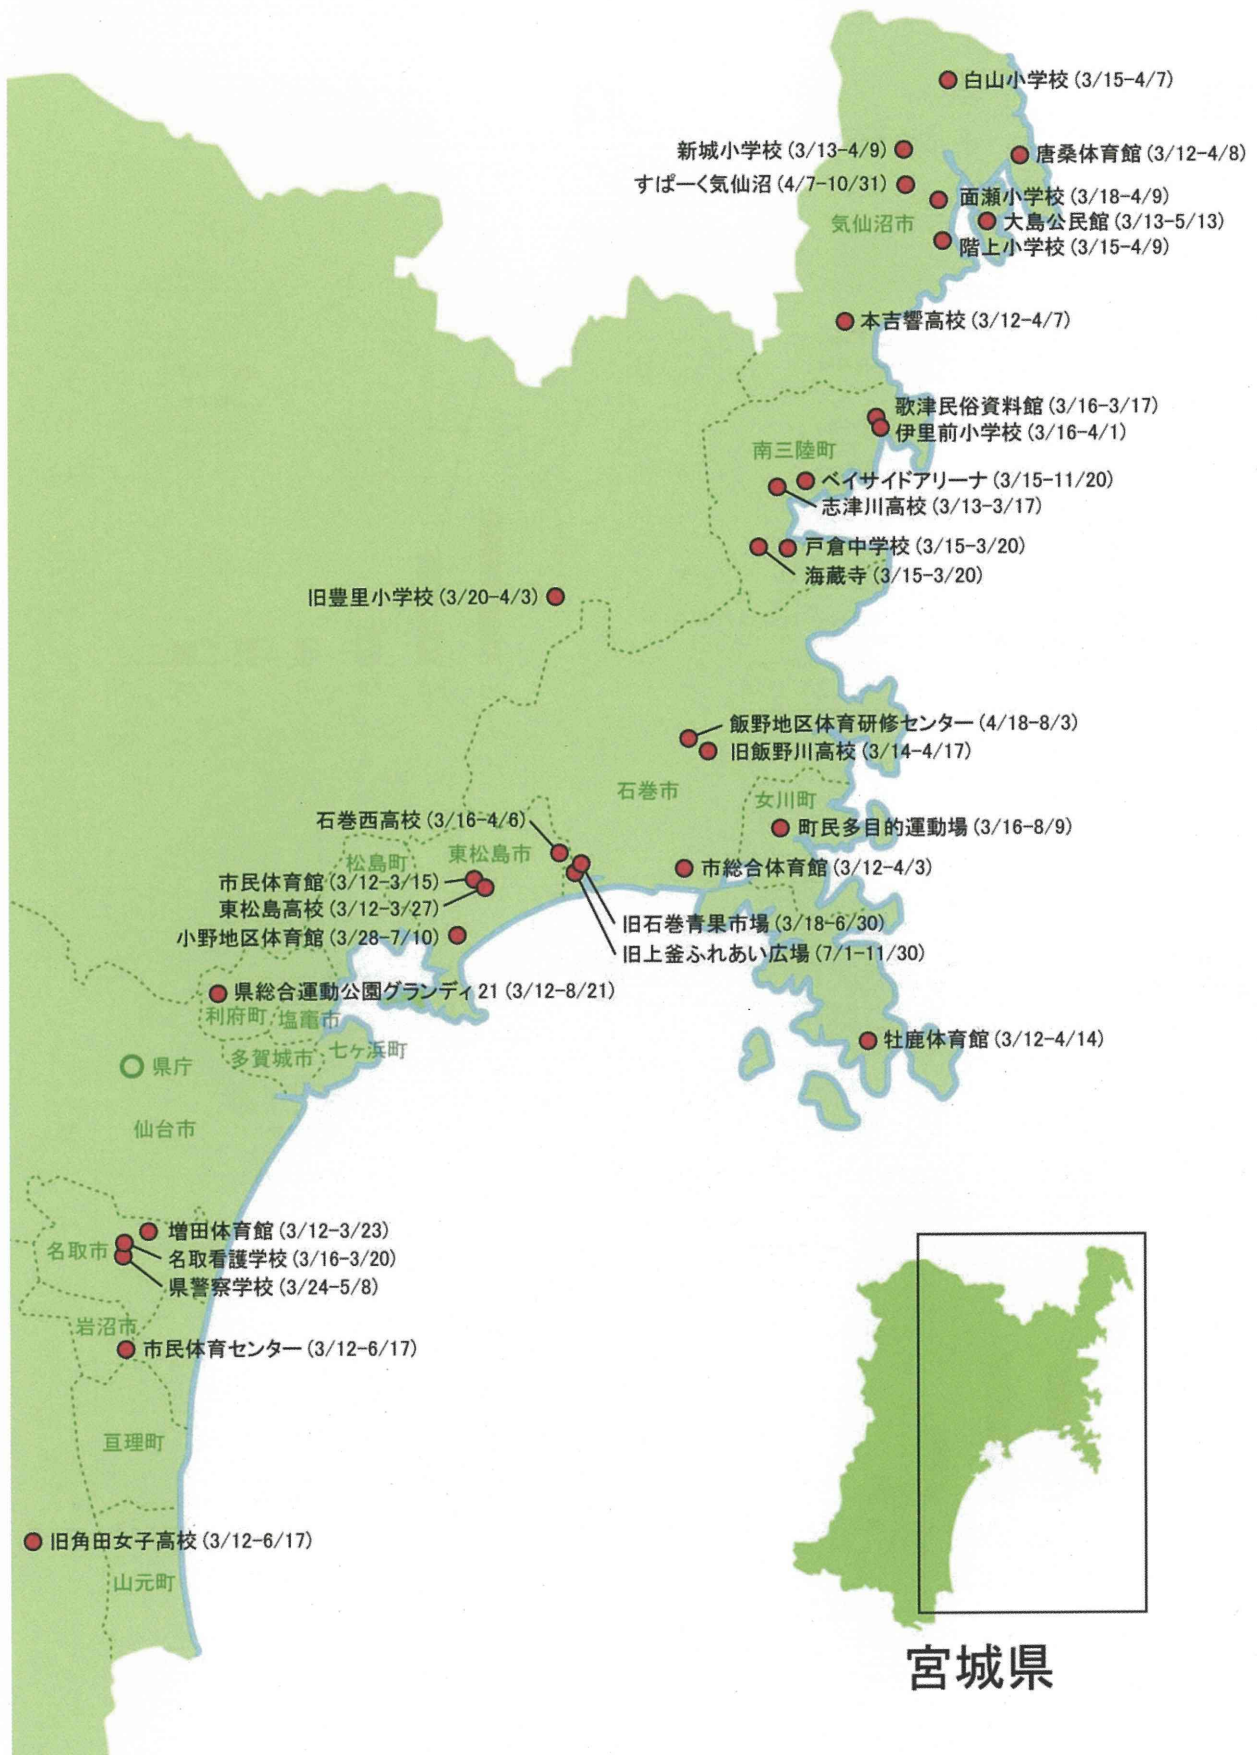 白山小学校 (3/15-4/7)
新城小学校 (3/13-4/9)
唐桑体育館 (3/12-4/8)
すぱーく気仙沼 (4/7-10/31)
面瀬小学校 (3/18-4/9)
気仙沼市
大島公民館 (3/13-5/13)
階上小学校 (3/15-4/9)
本吉響高校 (3/12-4/7)
歌津民俗資料館 (3/16-3/17)
伊里前小学校 (3/16-4/1)
南三陸町
ベイサイドアリーナ (3/15-11/20)
志津川高校 (3/13-3/17)
戸倉中学校 (3/15-3/20)
海蔵寺 (3/15-3/20)
旧豊里小学校 (3/20-4/3)
飯野地区体育研修センター (4/18-8/3)
旧飯野川高校 (3/14-4/17)
石巻市
女川町
石巻西高校 (3/16-4/6)
町民多目的運動場 (3/16-8/9)
松島町
東松島市
市総合体育館 (3/12-4/3)
市民体育館 (3/12-3/15)
東松島高校 (3/12-3/27)
旧石巻青果市場 (3/18-6/30)
小野地区体育館 (3/28-7/10)
旧上釜ふれあい広場 (7/1-11/30)
県総合運動公園グランディ21 (3/12-8/21)
利府町
塩竈市
牡鹿体育館 (3/12-4/14)
多賀城市
七ヶ浜町
県庁
仙台市
増田体育館 (3/12-3/23)
名取市
名取看護学校 (3/16-3/20)
県警察学校 (3/24-5/8)
岩沼市
市民体育センター (3/12-6/17)
亘理町
旧角田女子高校 (3/12-6/17)
山元町
宮城県